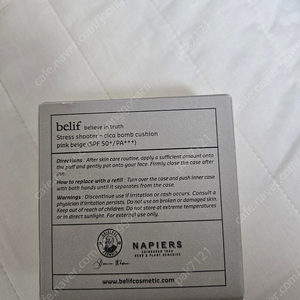 belief believe in truth
Stress shooter - cica bomb cushion
pink beige (SPF 50+/PA+++)
Directions : After skin care routine, apply a sufficient amount onto
the puff and gently pat onto your face. Firmly close the case after
use.
How to replace with a refill : Turn over the case and push inner case
with both hands until it separates from the case.
Warnings : Discontinue use if irritation or rash occurs. Consult a
physician if irritation persists. Do not use on broken or damaged skin.
Keep out of reach of children. Do not store at extreme temperatures
or in direct sunlight. For external use only.
NAPIERS
HERB & PLANT REMEDIES
www.belifcosmetic.com